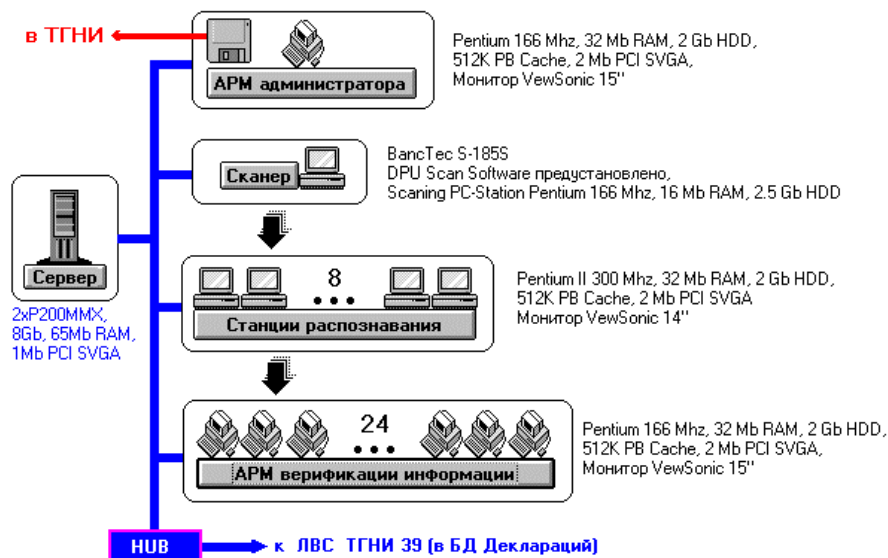 в ТГНИ
АРМ администратора
Pentium 166 Mhz, 32 Mb RAM, 2 Gb HDD,
512K PB Cache, 2 Mb PCI SVGA,
Монитор VewSonic 15"
Сканер
BancTec S-185S
DPU Scan Software предустановлено,
Scaning PC-Station Pentium 166 Mhz, 16 Mb RAM, 2.5 Gb HDD
Сервер
2xP200MMX,
8Gb, 65Mb RAM,
1Mb PCI SVGA
8
Станции распознавания
Pentium II 300 Mhz, 32 Mb RAM, 2 Gb HDD,
512K PB Cache, 2 Mb PCI SVGA
Монитор VewSonic 14"
24
АРМ верификации информации
Pentium 166 Mhz, 32 Mb RAM, 2 Gb HDD,
512K PB Cache, 2 Mb PCI SVGA,
Монитор VewSonic 15"
HUB
к ЛВС ТГНИ 39 (в БД Деклараций)